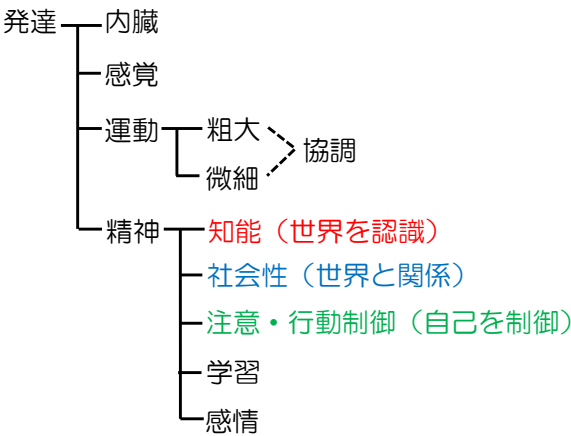 発達 内臓
感覚
運動 粗大
協調
微細
精神 知能（世界を認識）
社会性（世界と関係）
注意・行動制御（自己を制御）
学習
感情